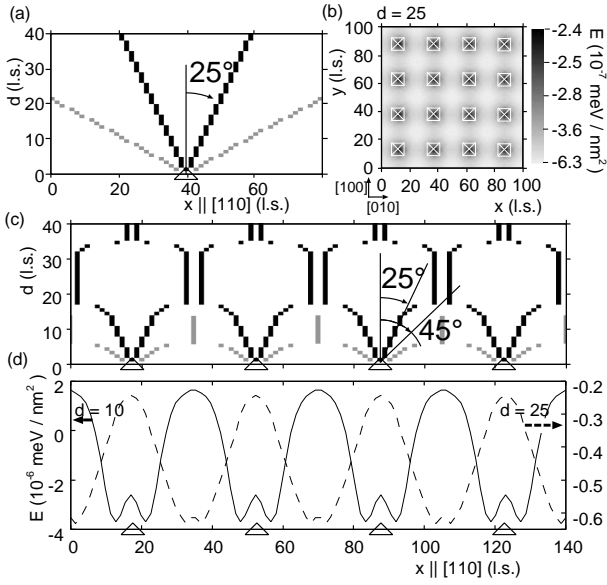 (a)
d (l.s.)
40
30
20
10
0
25°
0
40
60
x || [110] (l.s.)
(b)
d = 25
y (l.s.)
100
80
60
40
20
0
0 20 40 60 80 100
x (l.s.)
[100]
[010]
-2.4
-2.5
-2.8
-3.6
-6.3
E (10⁻⁷ meV / nm²)
(c)
d (l.s.)
40
30
20
10
0
25°
45°
(d)
E (10⁻⁶ meV / nm²)
2
0
-2
-4
d = 10
d = 25
-0.2
-0.3
-0.4
-0.5
-0.6
0 20 40 60 80 100 120 140
x || [110] (l.s.)